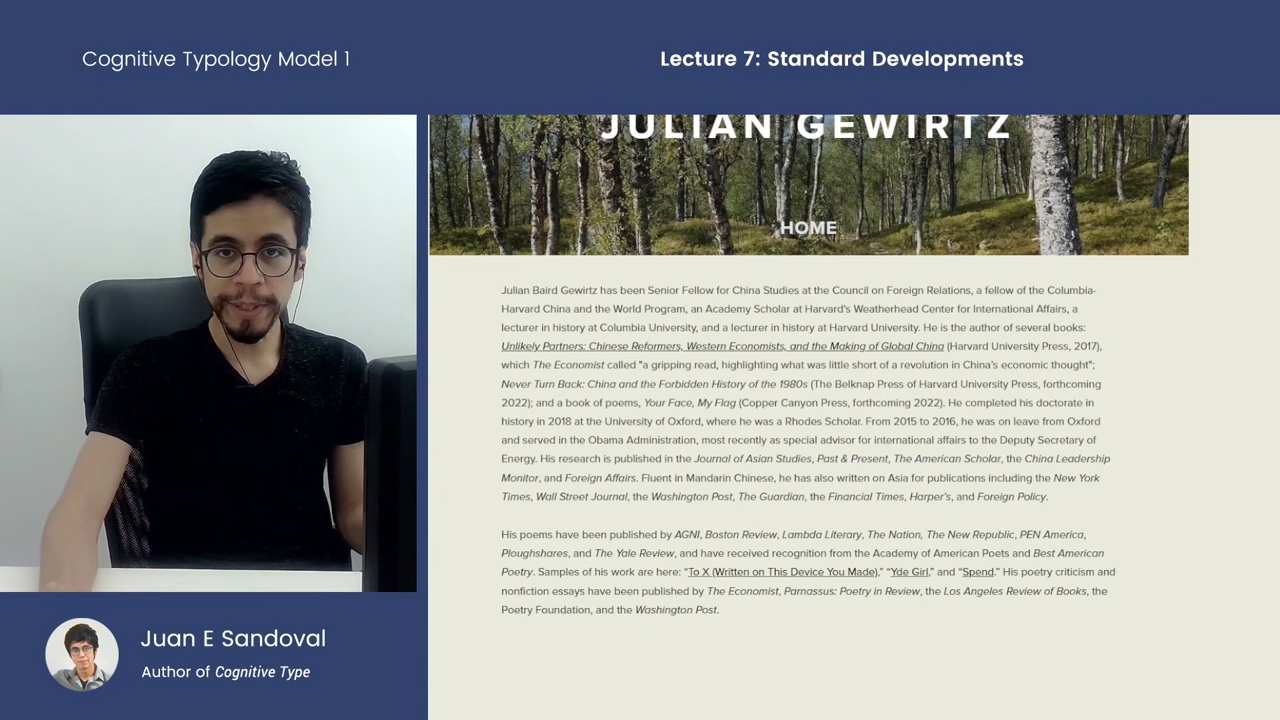 Cognitive Typology Model 1
Lecture 7: Standard Developments
JULIAN GEWIRTZ
HOME
Julian Baird Gewirtz has been Senior Fellow for China Studies at the Council on Foreign Relations, a fellow of the Columbia-
Harvard China and the World Program, an Academy Scholar at Harvard's Weatherhead Center for International Affairs, a
lecturer in history at Columbia University, and a lecturer in history at Harvard University. He is the author of several books:
Unlikely Partners: Chinese Reformers, Western Economists, and the Making of Global China (Harvard University Press, 2017),
which The Economist called "a gripping read, highlighting what was little short of a revolution in China's economic thought";
Never Turn Back: China and the Forbidden History of the 1980s (The Belknap Press of Harvard University Press, forthcoming
2022); and a book of poems, Your Face, My Flag (Copper Canyon Press, forthcoming 2022). He completed his doctorate in
history in 2018 at the University of Oxford, where he was a Rhodes Scholar. From 2015 to 2016, he was on leave from Oxford
and served in the Obama Administration, most recently as special advisor for international affairs to the Deputy Secretary of
Energy. His research is published in the Journal of Asian Studies, Past & Present, The American Scholar, the China Leadership
Monitor, and Foreign Affairs. Fluent in Mandarin Chinese, he has also written on Asia for publications including the New York
Times, Wall Street Journal, the Washington Post, The Guardian, the Financial Times, Harper's, and Foreign Policy.
His poems have been published by AGNI, Boston Review, Lambda Literary, The Nation, The New Republic, PEN America,
Ploughshares, and The Yale Review, and have received recognition from the Academy of American Poets and Best American
Poetry. Samples of his work are here: “To X (Written on This Device You Made),” “Yde Girl,” and “Spend.” His poetry criticism and
nonfiction essays have been published by The Economist, Parnassus: Poetry in Review, the Los Angeles Review of Books, the
Poetry Foundation, and the Washington Post.
Juan E Sandoval
Author of Cognitive Type